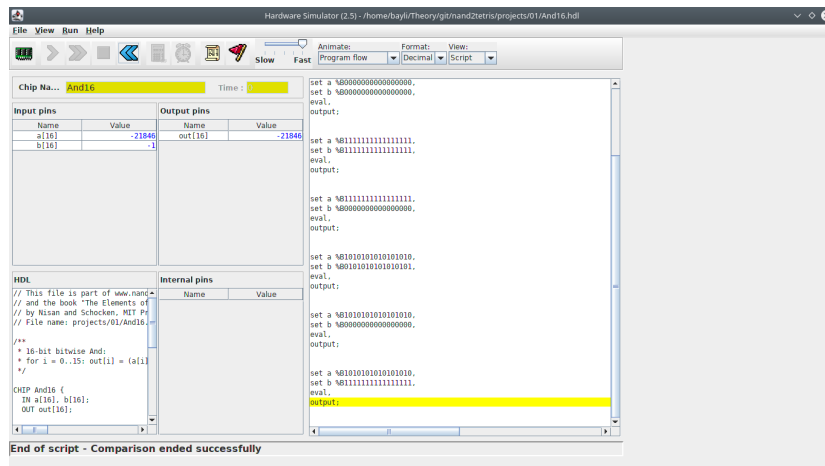 Hardware Simulator (2.5) - /home/bayli/Theory/git/nand2tetris/projects/01/And16.hdl
File View Run Help
Slow Fast
Animate: Format: View:
Program flow Decimal Script
Chip Na... And16 Time :
Input pins
Name Value
a[16] -21846
b[16] -1
Output pins
Name Value
out[16] -21846
HDL
// This file is part of www.nand
// and the book "The Elements of
// by Nisan and Schocken, MIT Pr
// File name: projects/01/And16.
/**
* 16-bit bitwise And:
* for i = 0..15: out[i] = (a[i]
*/
CHIP And16 {
IN a[16], b[16];
OUT out[16];
Internal pins
Name Value
set a %B0000000000000000,
set b %B0000000000000000,
eval,
output;
set a %B1111111111111111,
set b %B1111111111111111,
eval,
output;
set a %B1111111111111111,
set b %B0000000000000000,
eval,
output;
set a %B1010101010101010,
set b %B0101010101010101,
eval,
output;
set a %B1010101010101010,
set b %B0000000000000000,
eval,
output;
set a %B1010101010101010,
set b %B1111111111111111,
eval,
output;
End of script - Comparison ended successfully